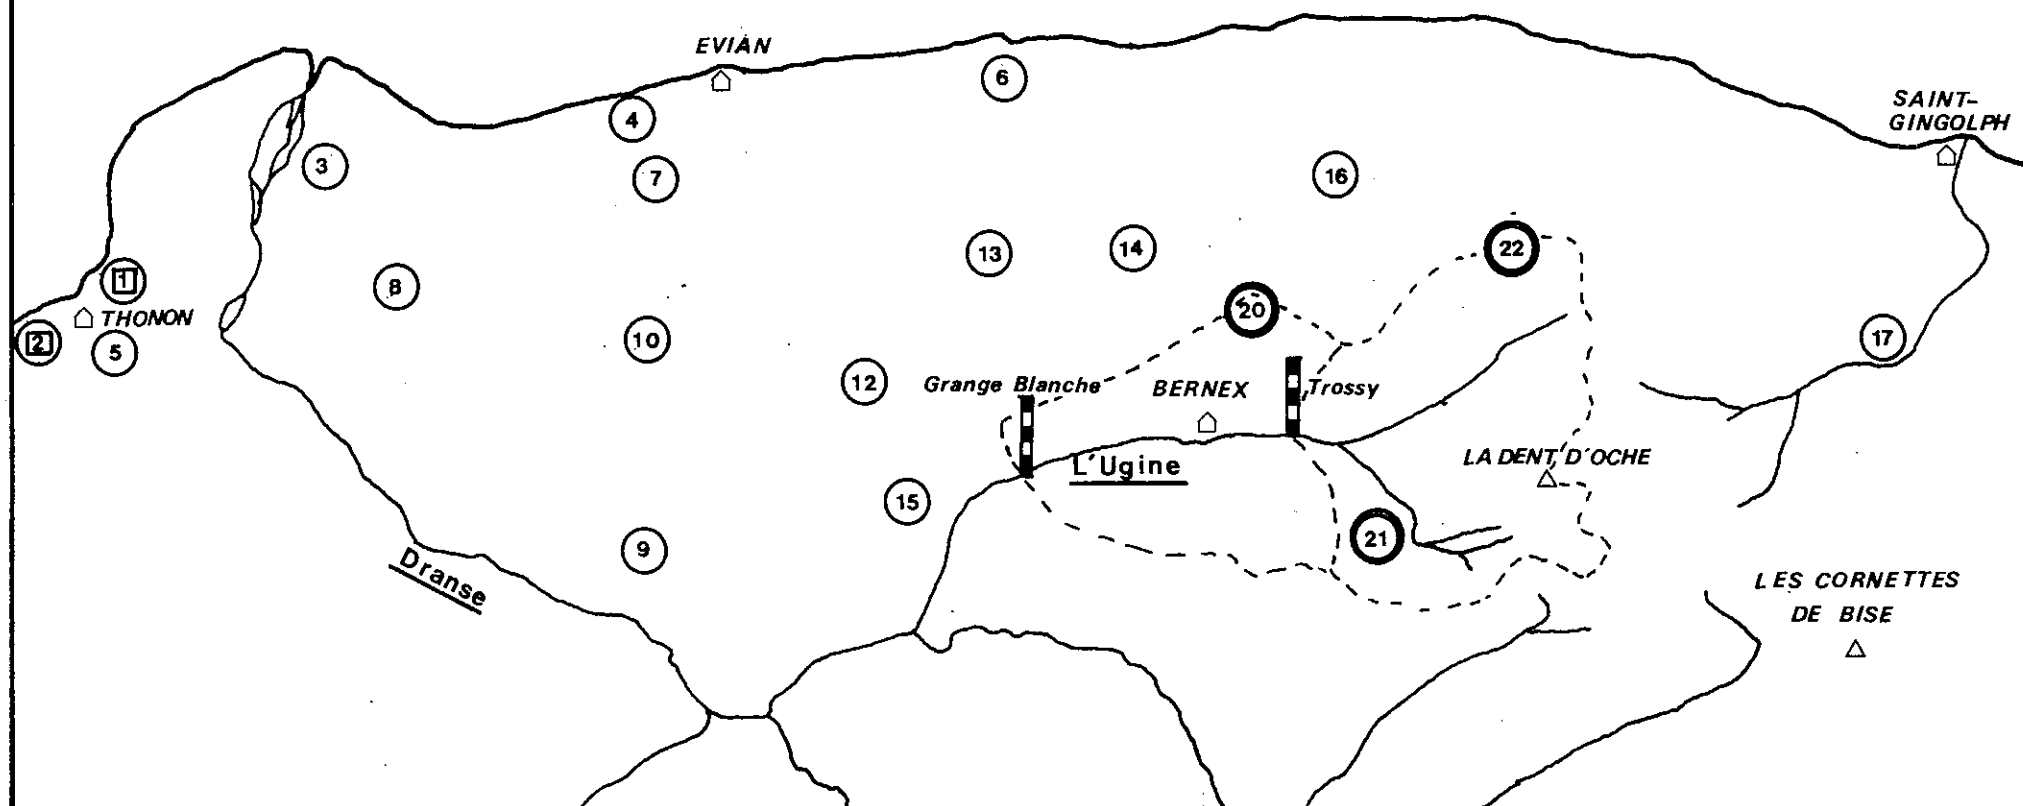 EVIAN
6
SAINT-
GINGOLPH
4
3
7
16
13
14
22
1
8
20
THONON
2
5
10
17
12
Grange Blanche
BERNEX
Trossy
L'Ugine
LA DENT D'OCHE
15
9
21
Dranse
LES CORNETTES
DE BISE